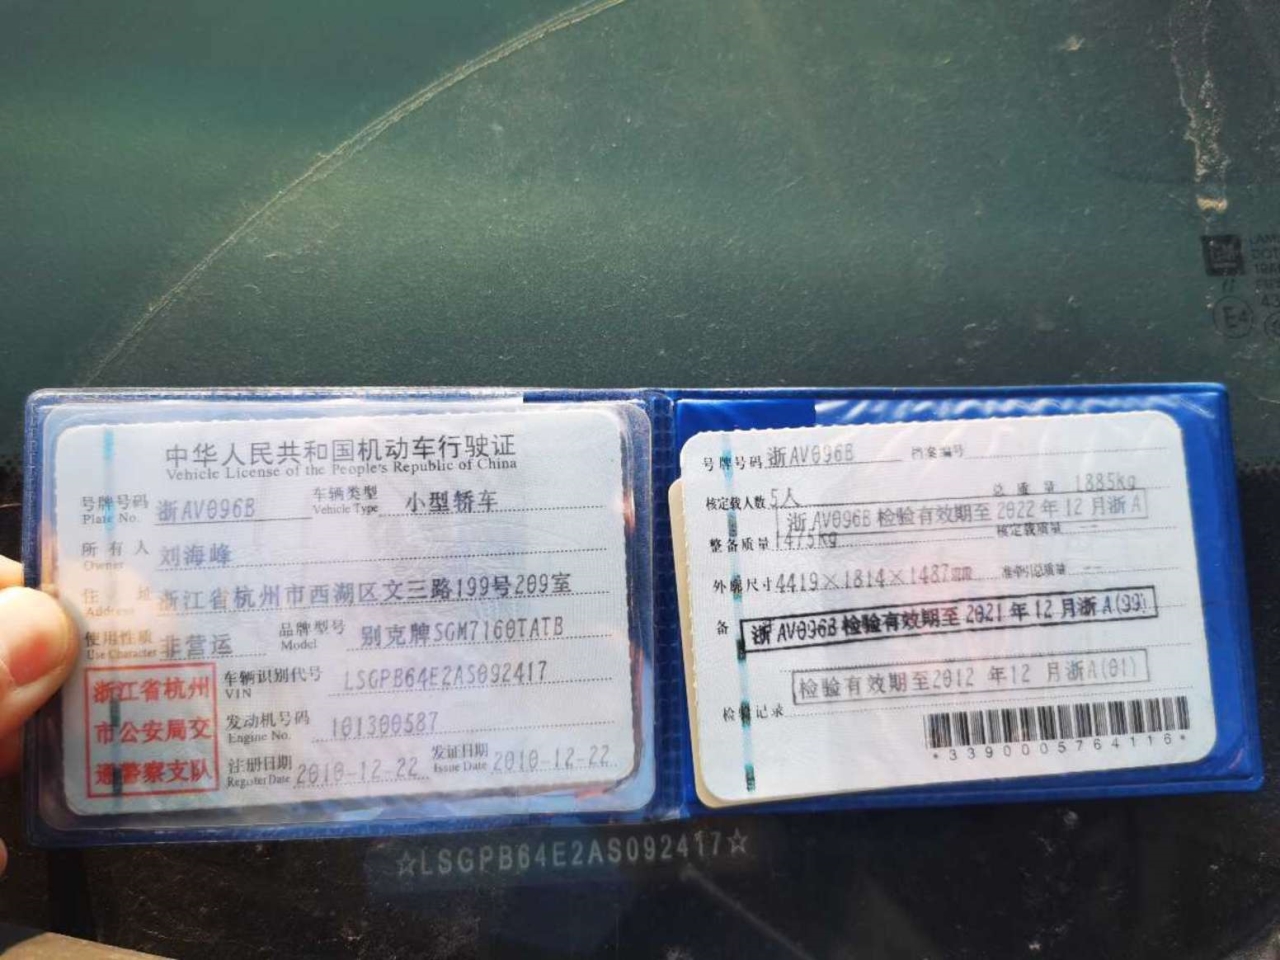 中华人民共和国机动车行驶证
Vehicle License of the People's Republic of China
号牌号码 浙AV096B 车辆类型 小型轿车
Plate No. Vehicle Type
所有人 刘海峰
Owner
住址 浙江省杭州市西湖区文三路199号209室
Address
使用性质 非营运 品牌型号 别克牌SGM7160TATB
Use Character Model
浙江省杭州
市公安局交
通警察支队
车辆识别代号 LSGPB64E2AS092417
VIN
发动机号码 101300587
Engine No.
注册日期 2010-12-22 发证日期 2010-12-22
Register Date Issue Date
号牌号码 浙AV096B 档案编号
核定载人数 5人 总质量 1885kg
浙AV096B 检验有效期至2022年12月浙A
整备质量 1475kg 核定载质量 --
外廓尺寸 4419×1814×1487 准牵引总质量 --
备
浙AV096B 检验有效期至2021年12月浙A(99)
检验有效期至2012年12月浙A(01)
检验记录
*3390005764116*
☆LSGPB64E2AS092417☆
GM
E4